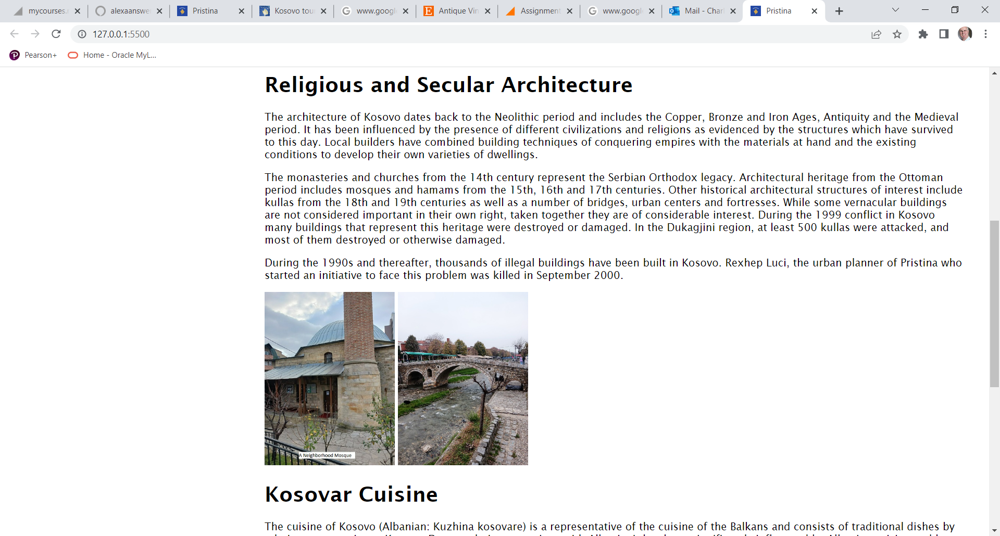 mycourses.
alexaanswe
Pristina
Kosovo tou
www.googl
Antique Vin
Assignment
www.googl
Mail - Charl
Pristina
127.0.0.1:5500
Pearson+
Home - Oracle MyL...
Religious and Secular Architecture
The architecture of Kosovo dates back to the Neolithic period and includes the Copper, Bronze and Iron Ages, Antiquity and the Medieval
period. It has been influenced by the presence of different civilizations and religions as evidenced by the structures which have survived
to this day. Local builders have combined building techniques of conquering empires with the materials at hand and the existing
conditions to develop their own varieties of dwellings.
The monasteries and churches from the 14th century represent the Serbian Orthodox legacy. Architectural heritage from the Ottoman
period includes mosques and hamams from the 15th, 16th and 17th centuries. Other historical architectural structures of interest include
kullas from the 18th and 19th centuries as well as a number of bridges, urban centers and fortresses. While some vernacular buildings
are not considered important in their own right, taken together they are of considerable interest. During the 1999 conflict in Kosovo
many buildings that represent this heritage were destroyed or damaged. In the Dukagjini region, at least 500 kullas were attacked, and
most of them destroyed or otherwise damaged.
During the 1990s and thereafter, thousands of illegal buildings have been built in Kosovo. Rexhep Luci, the urban planner of Pristina who
started an initiative to face this problem was killed in September 2000.
A Neighborhood Mosque
Kosovar Cuisine
The cuisine of Kosovo (Albanian: Kuzhina kosovare) is a representative of the cuisine of the Balkans and consists of traditional dishes by